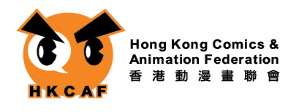 HKCAF
Hong Kong Comics &
Animation Federation
香港動漫畫聯會